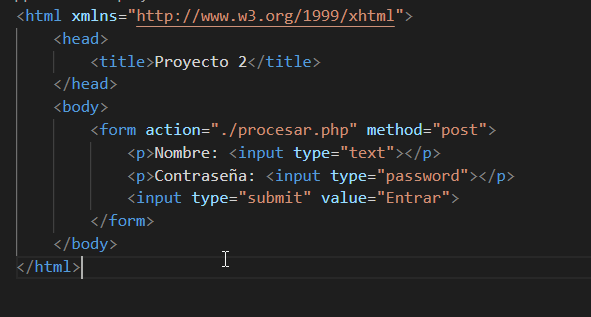 <html xmlns="http://www.w3.org/1999/xhtml">
<head>
<title>Proyecto 2</title>
</head>
<body>
<form action="./procesar.php" method="post">
<p>Nombre: <input type="text"></p>
<p>Contraseña: <input type="password"></p>
<input type="submit" value="Entrar">
</form>
</body>
</html>